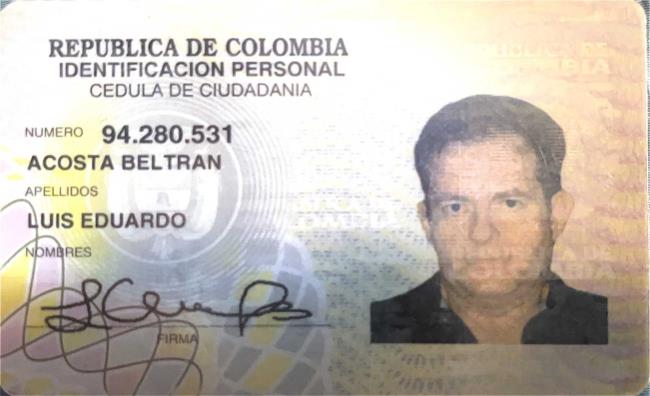 REPUBLICA DE COLOMBIA
IDENTIFICACION PERSONAL
CEDULA DE CIUDADANIA
NUMERO 94.280.531
ACOSTA BELTRAN
APELLIDOS
LUIS EDUARDO
NOMBRES
FIRMA